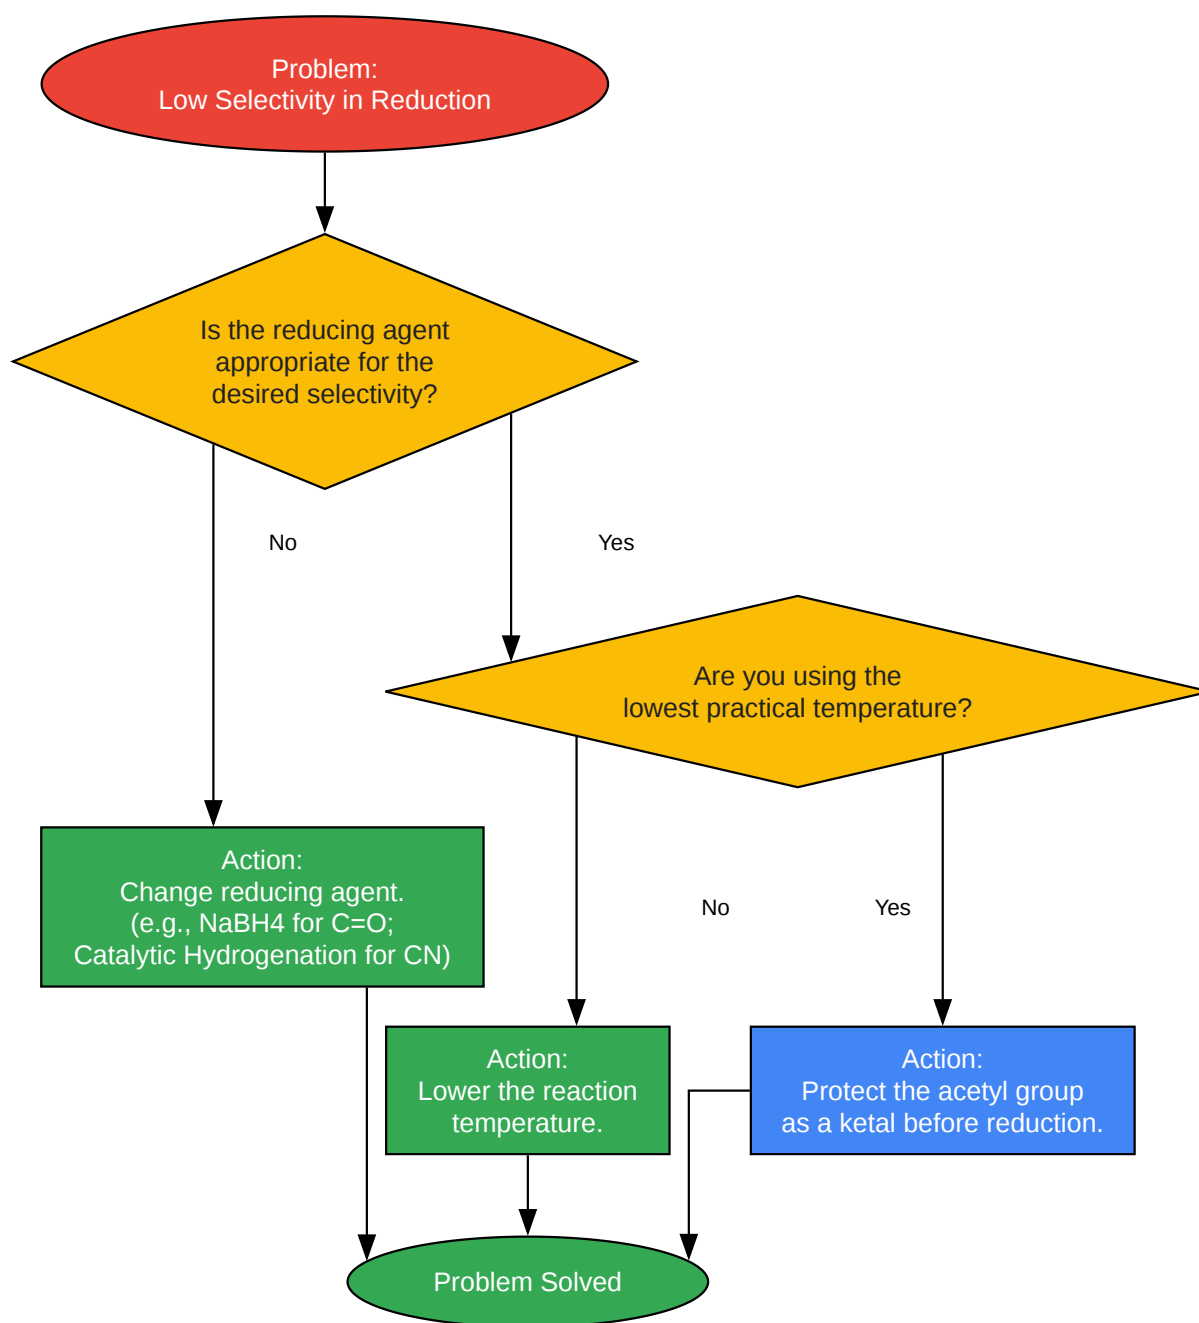 Problem:
Low Selectivity in Reduction
Is the reducing agent
appropriate for the
desired selectivity?
No
Yes
Are you using the
lowest practical temperature?
Action:
Change reducing agent.
(e.g., NaBH4 for C=O;
Catalytic Hydrogenation for CN)
No
Yes
Action:
Lower the reaction
temperature.
Action:
Protect the acetyl group
as a ketal before reduction.
Problem Solved